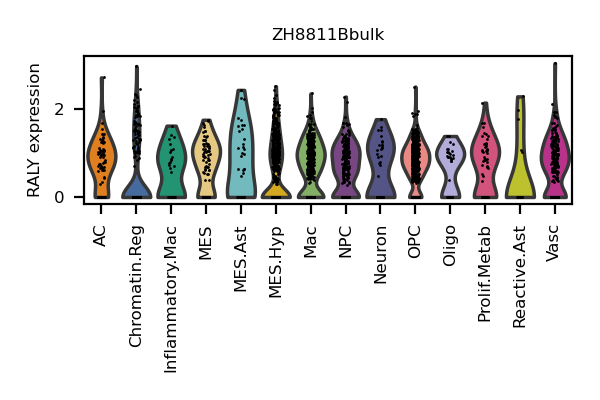 ZH8811Bbulk
RALY expression
2
0
AC
Chromatin.Reg
Inflammatory.Mac
MES
MES.Ast
MES.Hyp
Mac
NPC
Neuron
OPC
Oligo
Prolif.Metab
Reactive.Ast
Vasc